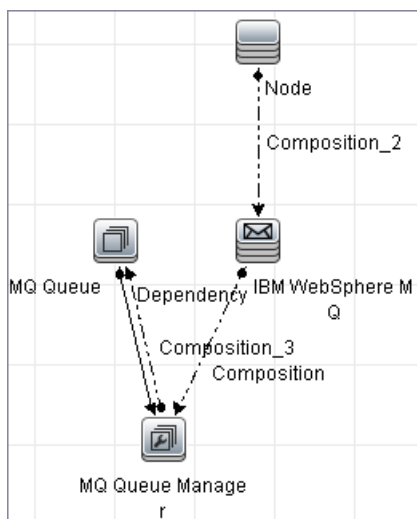 Node
Composition_2
MQ Queue
Dependency
IBM WebSphere M
Q
Composition_3
Composition
MQ Queue Manage
r